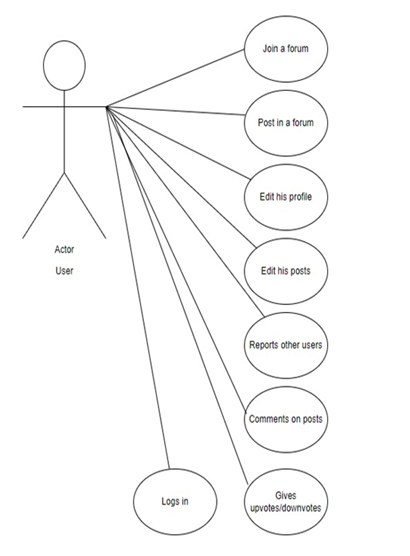 Join a forum
Post in a forum
Edit his profile
Actor
User
Edit his posts
Reports other users
Comments on posts
Logs in
Gives
upvotes/downvotes